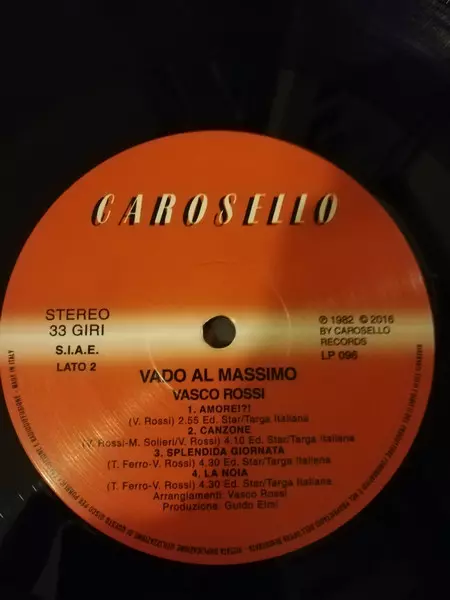 CAROSELLO
STEREO
33 GIRI
S.I.A.E.
LATO 2
℗ 1982 © 2016
BY CAROSELLO
RECORDS
LP 096
VADO AL MASSIMO
VASCO ROSSI
1. AMORE!?!
(V. Rossi) 2.55 Ed. Star/Targa Italiana
2. CANZONE
(V. Rossi-M. Solieri/V. Rossi) 4.10 Ed. Star/Targa Italiana
3. SPLENDIDA GIORNATA
(T. Ferro-V. Rossi) 4.30 Ed. Star/Targa Italiana
4. LA NOIA
(T. Ferro-V. Rossi) 4.30 Ed. Star/Targa Italiana
Arrangiamenti: Vasco Rossi
Produzione: Guido Elmi
MADE IN ITALY